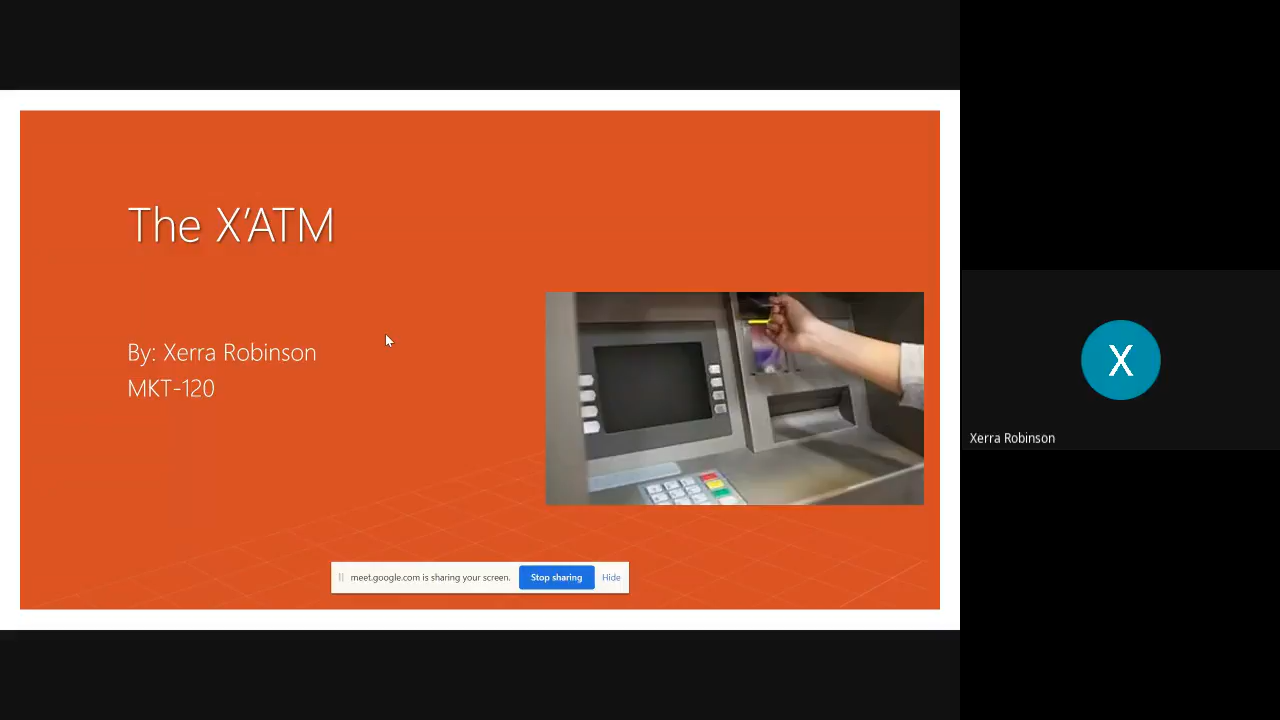 The X'ATM
By: Xerra Robinson
MKT-120
meet.google.com is sharing your screen. Stop sharing Hide
X
Xerra Robinson